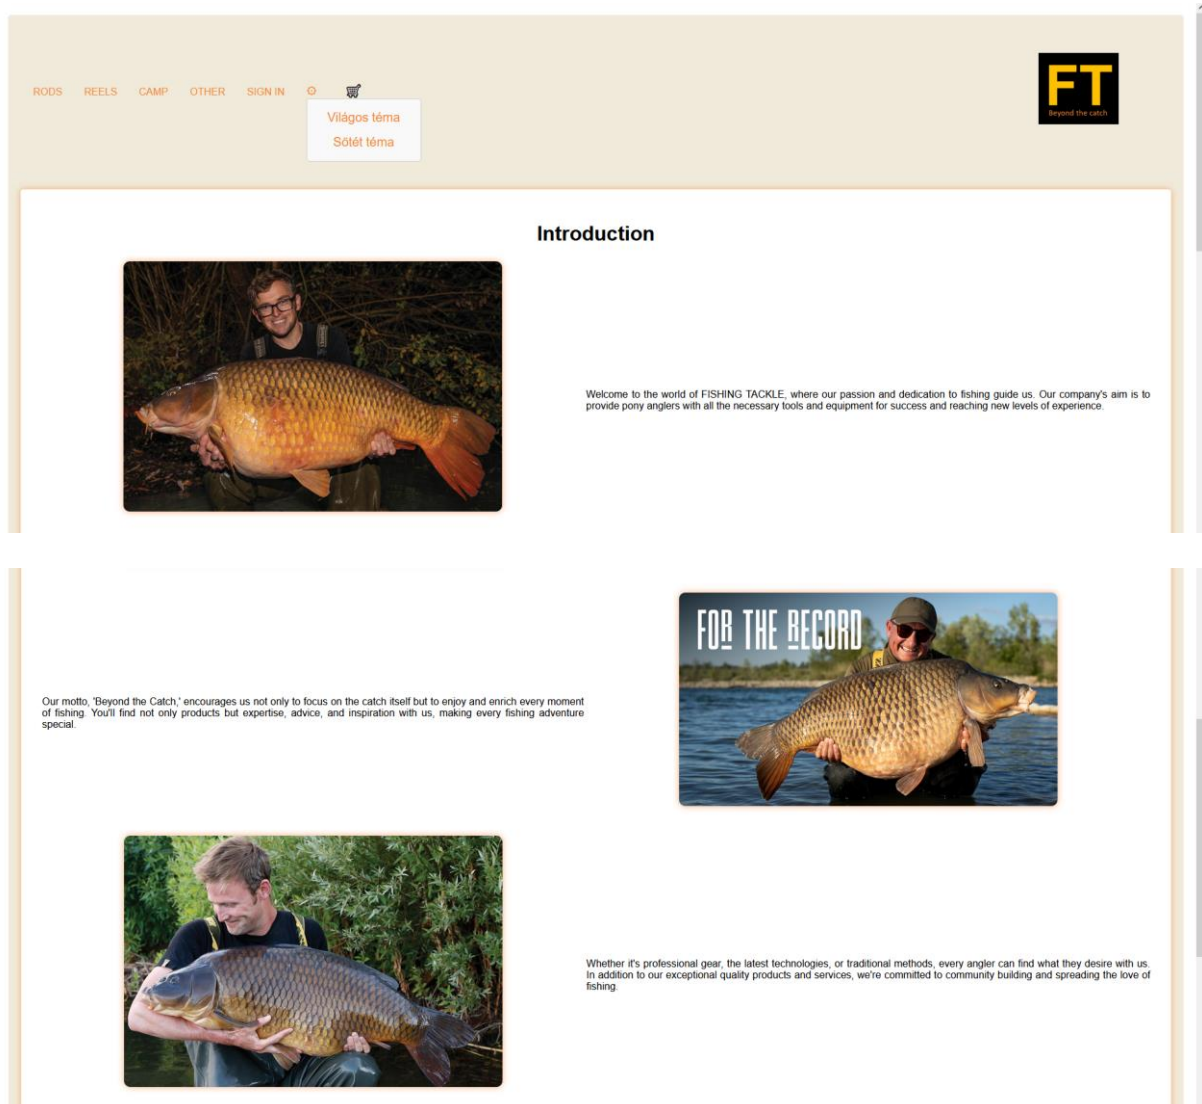 RODS REELS CAMP OTHER SIGN IN
Világos téma
Sötét téma
FT
Beyond the catch
Introduction
Welcome to the world of FISHING TACKLE, where our passion and dedication to fishing guide us. Our company's aim is to
provide pony anglers with all the necessary tools and equipment for success and reaching new levels of experience.
FOR THE RECORD
Our motto, 'Beyond the Catch,' encourages us not only to focus on the catch itself but to enjoy and enrich every moment
of fishing. You'll find not only products but expertise, advice, and inspiration with us, making every fishing adventure
special.
Whether it's professional gear, the latest technologies, or traditional methods, every angler can find what they desire with us.
In addition to our exceptional quality products and services, we're committed to community building and spreading the love of
fishing.